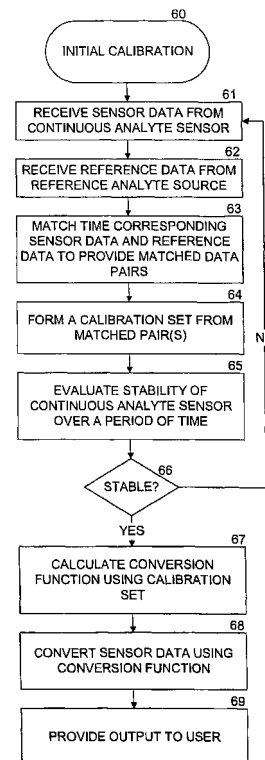 60
INITIAL CALIBRATION
61
RECEIVE SENSOR DATA FROM
CONTINUOUS ANALYTE SENSOR
62
RECEIVE REFERENCE DATA FROM
REFERENCE ANALYTE SOURCE
63
MATCH TIME CORRESPONDING
SENSOR DATA AND REFERENCE
DATA TO PROVIDE MATCHED DATA
PAIRS
64
FORM A CALIBRATION SET FROM
MATCHED PAIR(S)
65
EVALUATE STABILITY OF
CONTINUOUS ANALYTE SENSOR
OVER A PERIOD OF TIME
66
STABLE?
N
YES
67
CALCULATE CONVERSION
FUNCTION USING CALIBRATION
SET
68
CONVERT SENSOR DATA USING
CONVERSION FUNCTION
69
PROVIDE OUTPUT TO USER